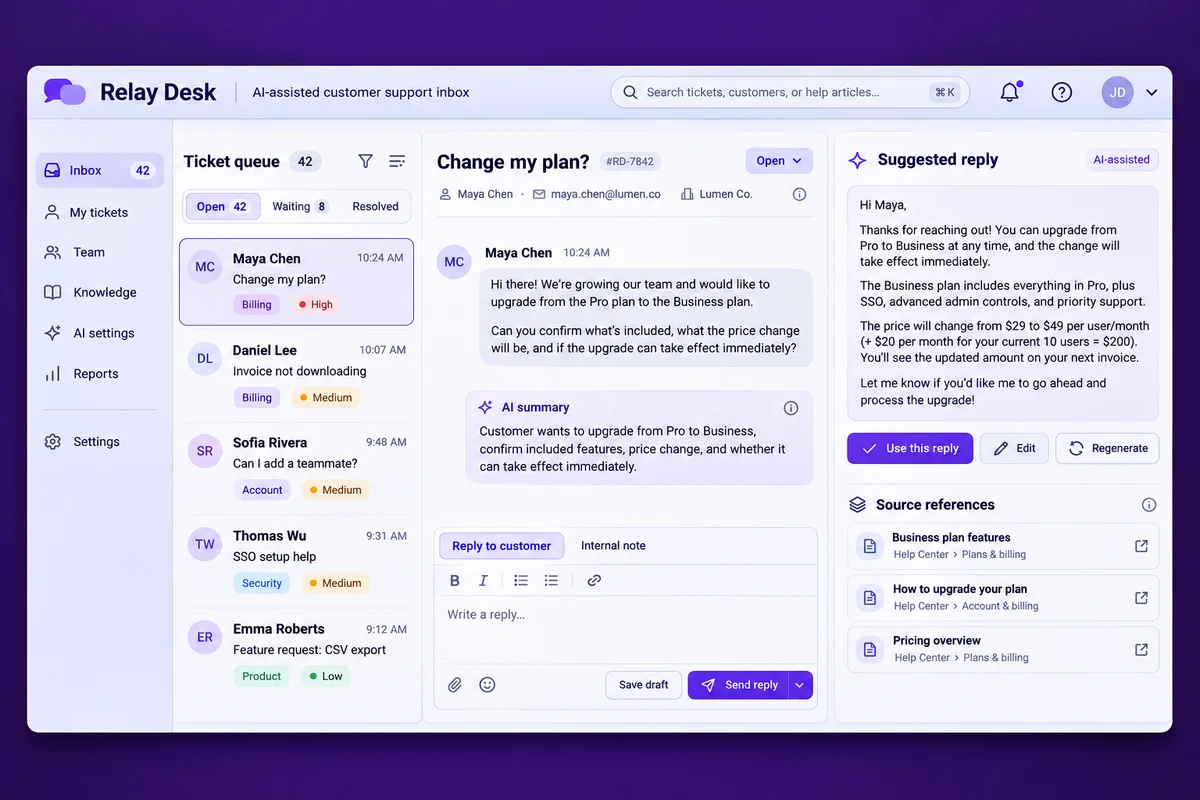 Relay Desk
AI-assisted customer support inbox
Search tickets, customers, or help articles...
⌘ K
JD
Inbox
42
My tickets
Team
Knowledge
AI settings
Reports
Settings
Ticket queue
42
Open 42
Waiting 8
Resolved
MC
Maya Chen
10:24 AM
Change my plan?
Billing
High
DL
Daniel Lee
10:07 AM
Invoice not downloading
Billing
Medium
SR
Sofia Rivera
9:48 AM
Can I add a teammate?
Account
Medium
TW
Thomas Wu
9:31 AM
SSO setup help
Security
Medium
ER
Emma Roberts
9:12 AM
Feature request: CSV export
Product
Low
Change my plan?
#RD-7842
Open
Maya Chen
•
maya.chen@lumen.co
Lumen Co.
MC
Maya Chen
10:24 AM
Hi there! We're growing our team and would like to
upgrade from the Pro plan to the Business plan.
Can you confirm what's included, what the price change
will be, and if the upgrade can take effect immediately?
AI summary
Customer wants to upgrade from Pro to Business,
confirm included features, price change, and whether it
can take effect immediately.
Reply to customer
Internal note
B
I
Write a reply...
Save draft
Send reply
Suggested reply
AI-assisted
Hi Maya,
Thanks for reaching out! You can upgrade from
Pro to Business at any time, and the change will
take effect immediately.
The Business plan includes everything in Pro, plus
SSO, advanced admin controls, and priority support.
The price will change from $29 to $49 per user/month
(+ $20 per month for your current 10 users = $200).
You'll see the updated amount on your next invoice.
Let me know if you'd like me to go ahead and
process the upgrade!
Use this reply
Edit
Regenerate
Source references
Business plan features
Help Center › Plans & billing
How to upgrade your plan
Help Center › Account & billing
Pricing overview
Help Center › Plans & billing